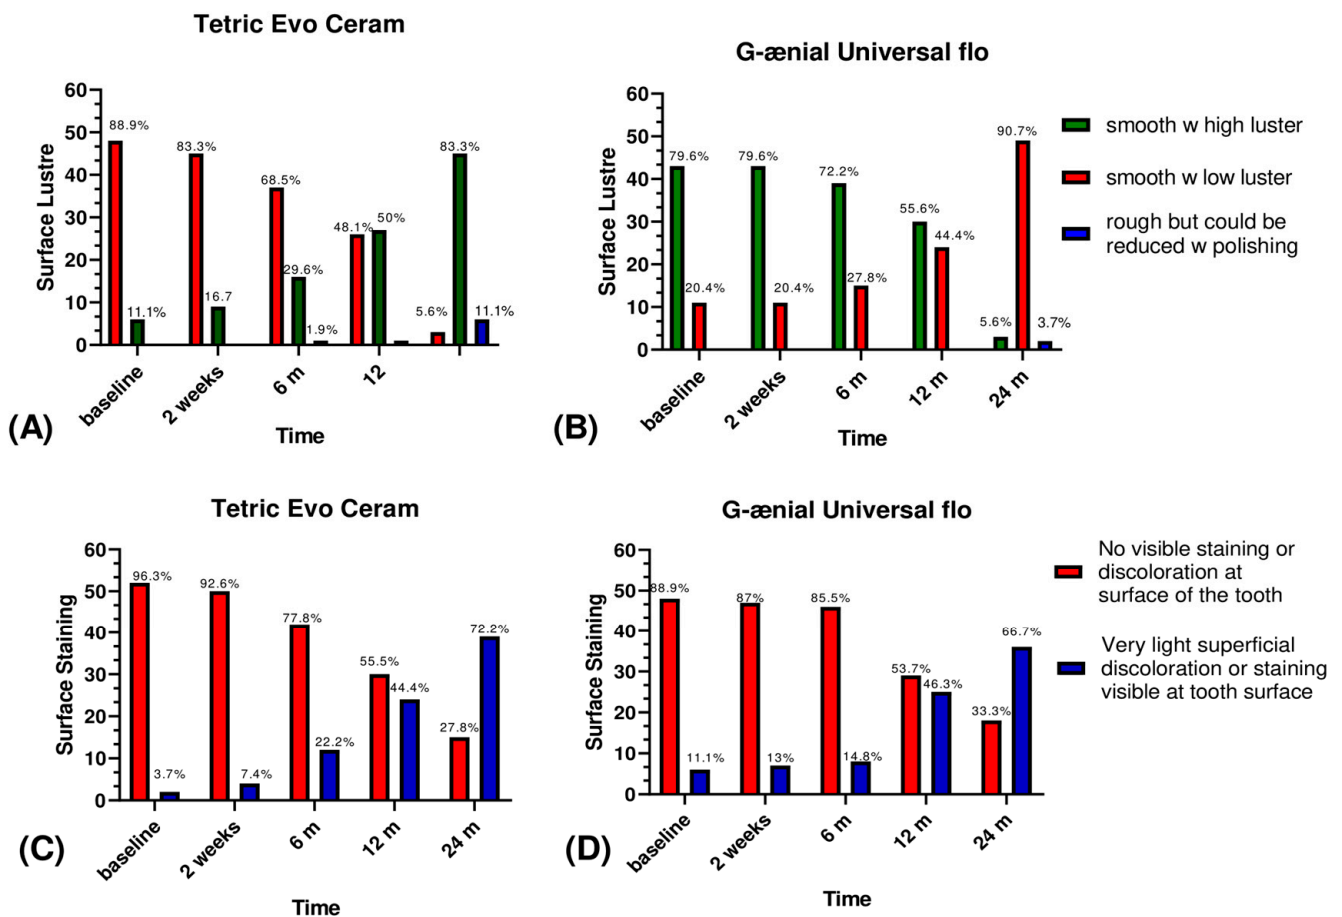 Tetric Evo Ceram
Surface Lustre
60
50
40
30
20
10
0
88.9%
11.1%
83.3%
16.7
68.5%
29.6%
1.9%
48.1%
50%
5.6%
83.3%
11.1%
baseline
2 weeks
6 m
12
Time
(A)
G-ænial Universal flo
Surface Lustre
60
50
40
30
20
10
0
79.6%
20.4%
79.6%
20.4%
72.2%
27.8%
55.6%
44.4%
5.6%
90.7%
3.7%
baseline
2 weeks
6 m
12 m
24 m
Time
(B)
smooth w high luster
smooth w low luster
rough but could be
reduced w polishing
Tetric Evo Ceram
Surface Staining
60
50
40
30
20
10
0
96.3%
3.7%
92.6%
7.4%
77.8%
22.2%
55.5%
44.4%
27.8%
72.2%
baseline
2 weeks
6 m
12 m
24 m
Time
(C)
G-ænial Universal flo
Surface Staining
60
50
40
30
20
10
0
88.9%
11.1%
87%
13%
85.5%
14.8%
53.7%
46.3%
33.3%
66.7%
baseline
2 weeks
6 m
12 m
24 m
Time
(D)
No visible staining or
discoloration at
surface of the tooth
Very light superficial
discoloration or staining
visible at tooth surface